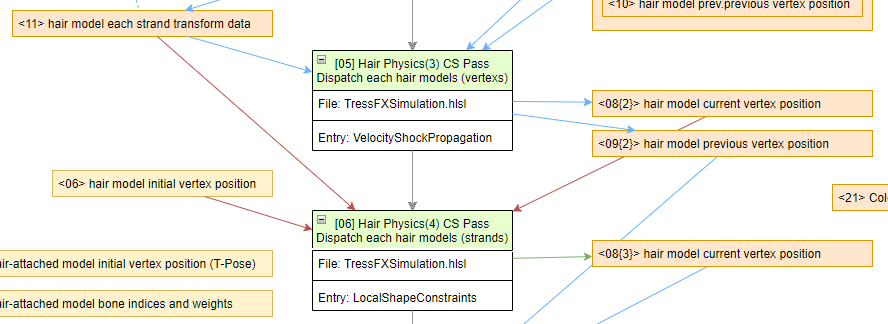 <10> hair model prev.previous vertex position
<11> hair model each strand transform data
[05] Hair Physics(3) CS Pass
Dispatch each hair models (vertexs)
File: TressFXSimulation.hlsl
Entry: VelocityShockPropagation
<08{2}> hair model current vertex position
<09{2}> hair model previous vertex position
<06> hair model initial vertex position
<21> Col
[06] Hair Physics(4) CS Pass
Dispatch each hair models (strands)
File: TressFXSimulation.hlsl
Entry: LocalShapeConstraints
<08{3}> hair model current vertex position
air-attached model initial vertex position (T-Pose)
air-attached model bone indices and weights